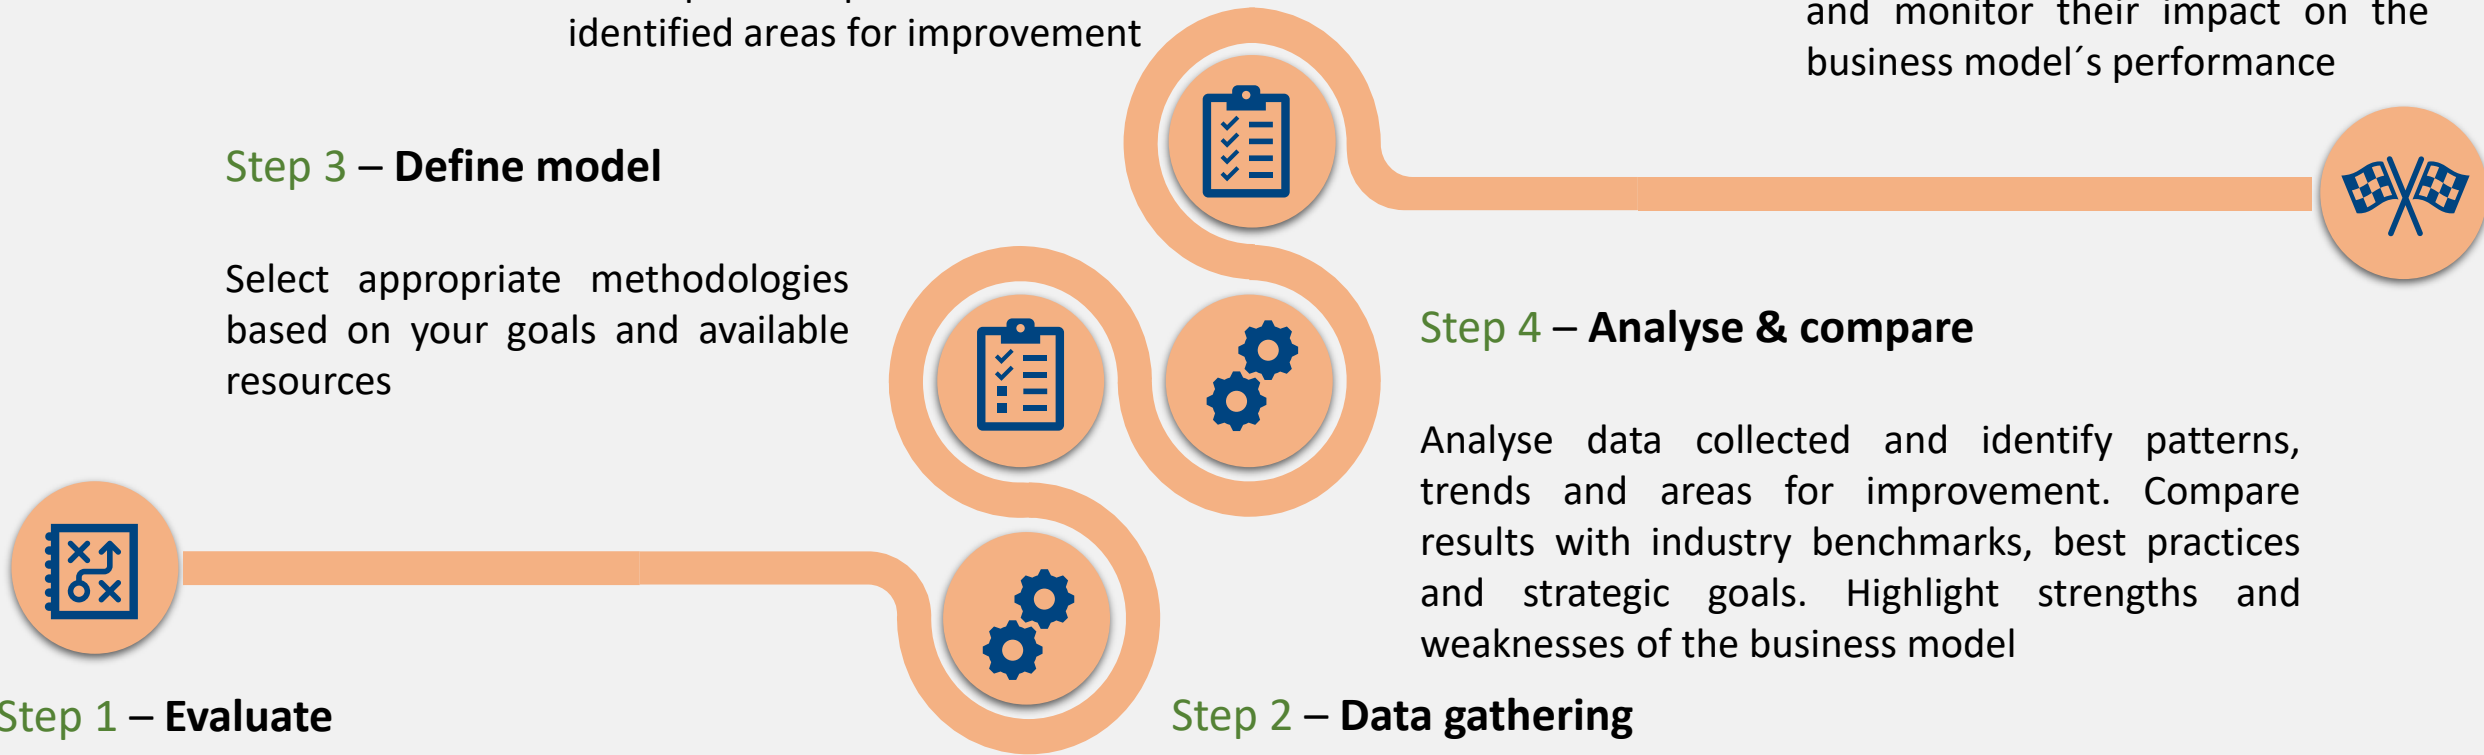 identified areas for improvement
and monitor their impact on the
business model´s performance
Step 3 – Define model
Select appropriate methodologies
based on your goals and available
resources
Step 4 – Analyse & compare
Analyse data collected and identify patterns,
trends and areas for improvement. Compare
results with industry benchmarks, best practices
and strategic goals. Highlight strengths and
weaknesses of the business model
Step 1 – Evaluate
Step 2 – Data gathering